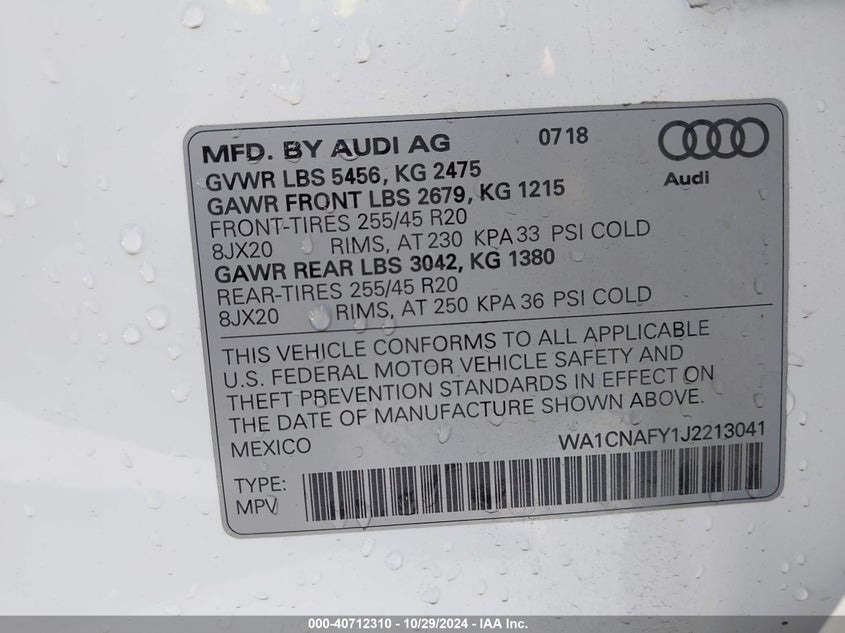 MFD. BY AUDI AG 0718
Audi
GVWR LBS 5456, KG 2475
GAWR FRONT LBS 2679, KG 1215
FRONT-TIRES 255/45 R20
8JX20 RIMS, AT 230 KPA 33 PSI COLD
GAWR REAR LBS 3042, KG 1380
REAR-TIRES 255/45 R20
8JX20 RIMS, AT 250 KPA 36 PSI COLD
THIS VEHICLE CONFORMS TO ALL APPLICABLE
U.S. FEDERAL MOTOR VEHICLE SAFETY AND
THEFT PREVENTION STANDARDS IN EFFECT ON
THE DATE OF MANUFACTURE SHOWN ABOVE.
MEXICO WA1CNAFY1J2213041
TYPE:
MPV
000-40712310 - 10/29/2024 - IAA Inc.